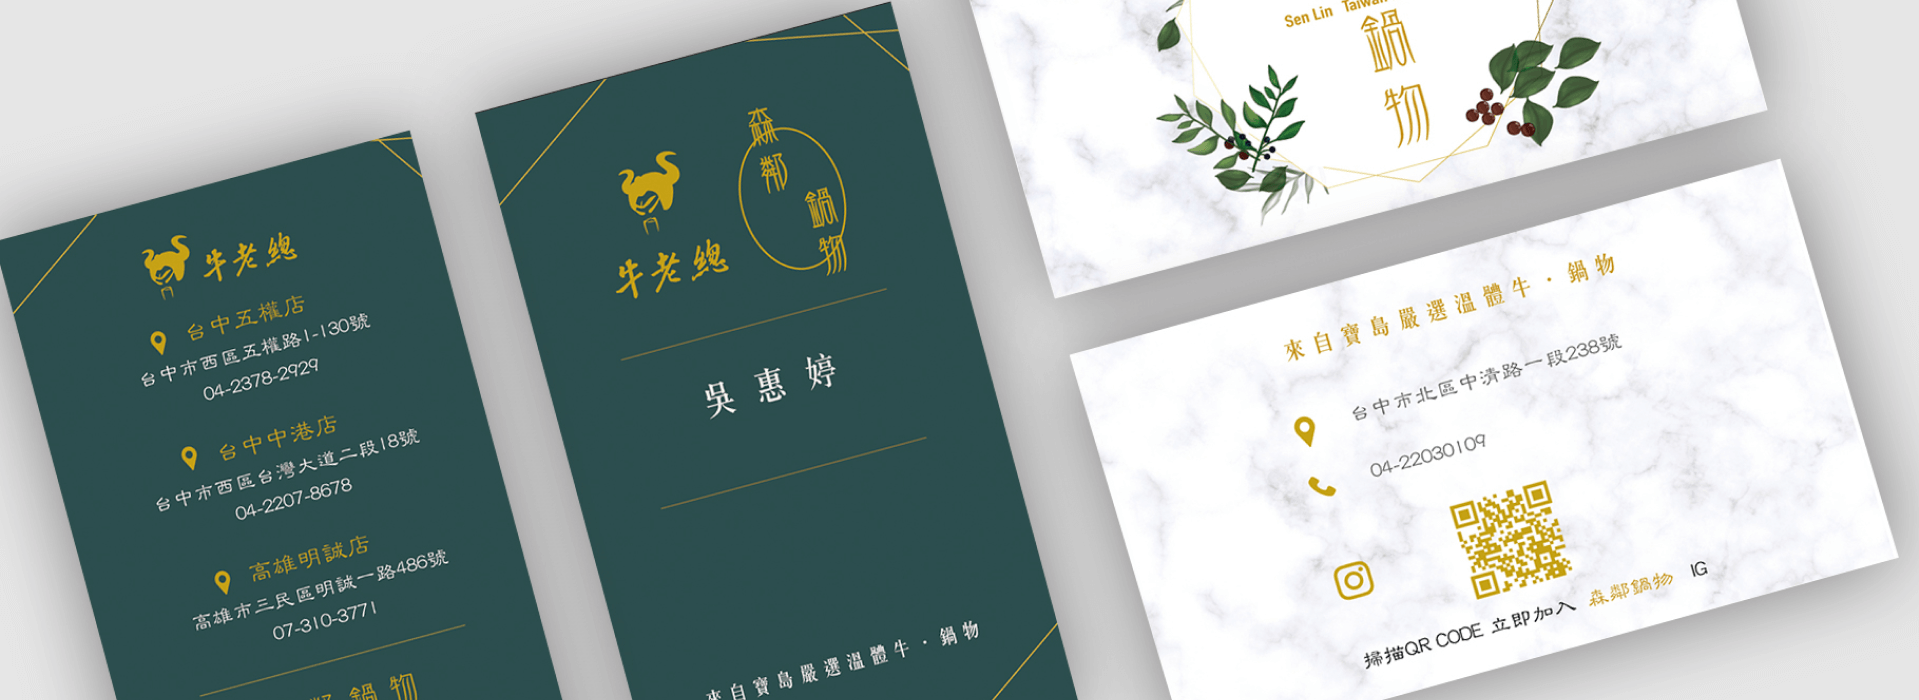 牛老總
台中五權店
台中市西區五權路1-130號
04-2378-2929
台中中港店
台中市西區台灣大道二段18號
04-2207-8678
高雄明誠店
高雄市三民區明誠一路486號
07-310-3771
鄰鍋物
牛老總
森鄰
鍋物
吳惠婷
來自寶島嚴選溫體牛·鍋物
Sen Lin Taiwan
鍋物
來自寶島嚴選溫體牛·鍋物
台中市北區中清路一段238號
04-22030109
掃描QR CODE 立即加入 森鄰鍋物 IG